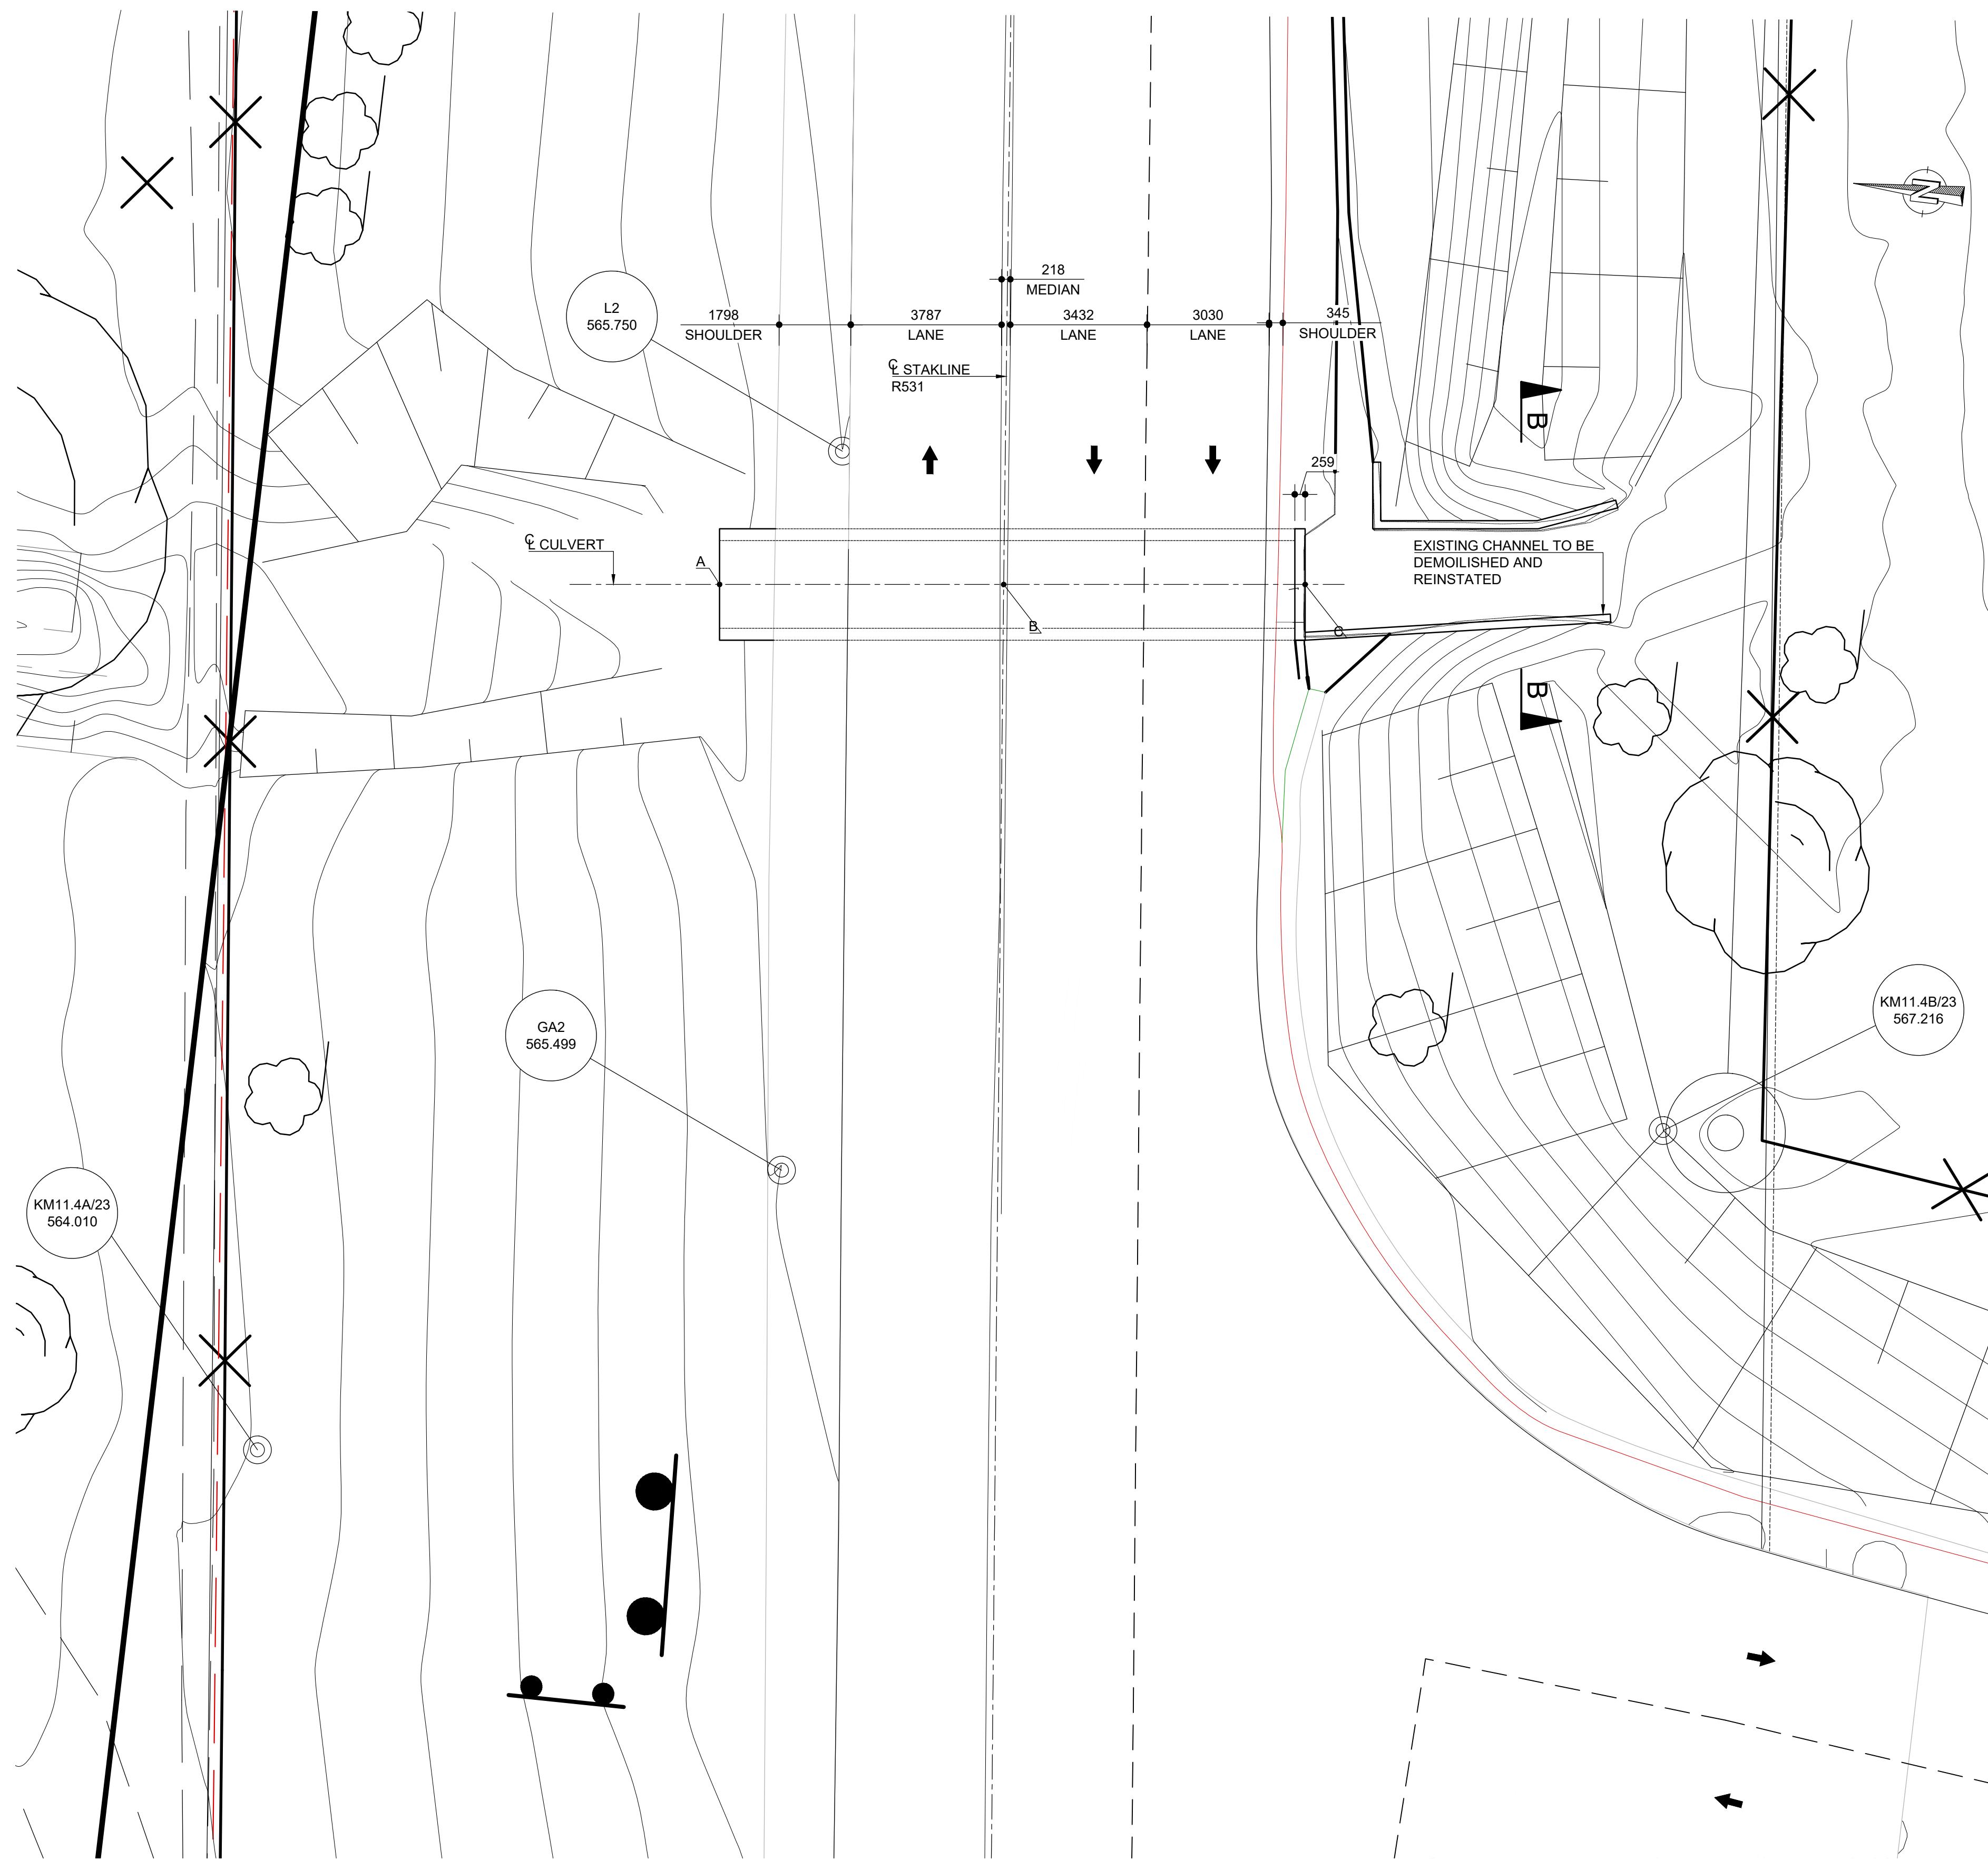 N
218
MEDIAN
L2
565.750
1798
SHOULDER
3787
LANE
3432
LANE
3030
LANE
345
SHOULDER
℄ STAKLINE
R531
B
259
℄ CULVERT
EXISTING CHANNEL TO BE
DEMOILISHED AND
REINSTATED
A
B
C
B
KM11.4B/23
567.216
GA2
565.499
KM11.4A/23
564.010